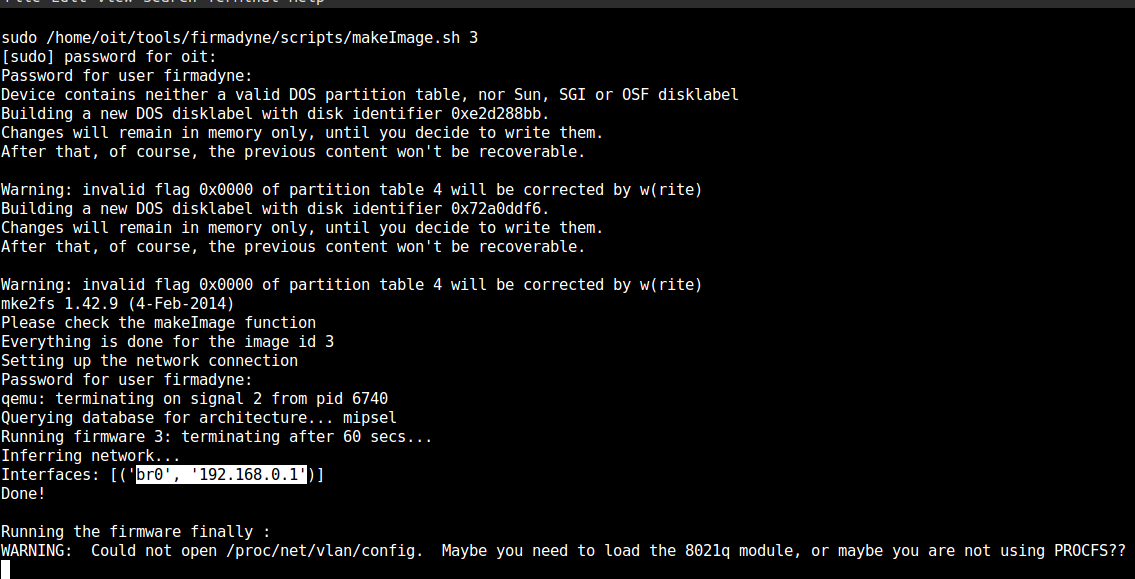 File Edit View Search Terminal Help
sudo /home/oit/tools/firmadyne/scripts/makeImage.sh 3
[sudo] password for oit:
Password for user firmadyne:
Device contains neither a valid DOS partition table, nor Sun, SGI or OSF disklabel
Building a new DOS disklabel with disk identifier 0xe2d288bb.
Changes will remain in memory only, until you decide to write them.
After that, of course, the previous content won't be recoverable.
Warning: invalid flag 0x0000 of partition table 4 will be corrected by w(rite)
Building a new DOS disklabel with disk identifier 0x72a0ddf6.
Changes will remain in memory only, until you decide to write them.
After that, of course, the previous content won't be recoverable.
Warning: invalid flag 0x0000 of partition table 4 will be corrected by w(rite)
mke2fs 1.42.9 (4-Feb-2014)
Please check the makeImage function
Everything is done for the image id 3
Setting up the network connection
Password for user firmadyne:
qemu: terminating on signal 2 from pid 6740
Querying database for architecture... mipsel
Running firmware 3: terminating after 60 secs...
Inferring network...
Interfaces: [('br0', '192.168.0.1')]
Done!
Running the firmware finally :
WARNING:  Could not open /proc/net/vlan/config.  Maybe you need to load the 8021q module, or maybe you are not using PROCFS??